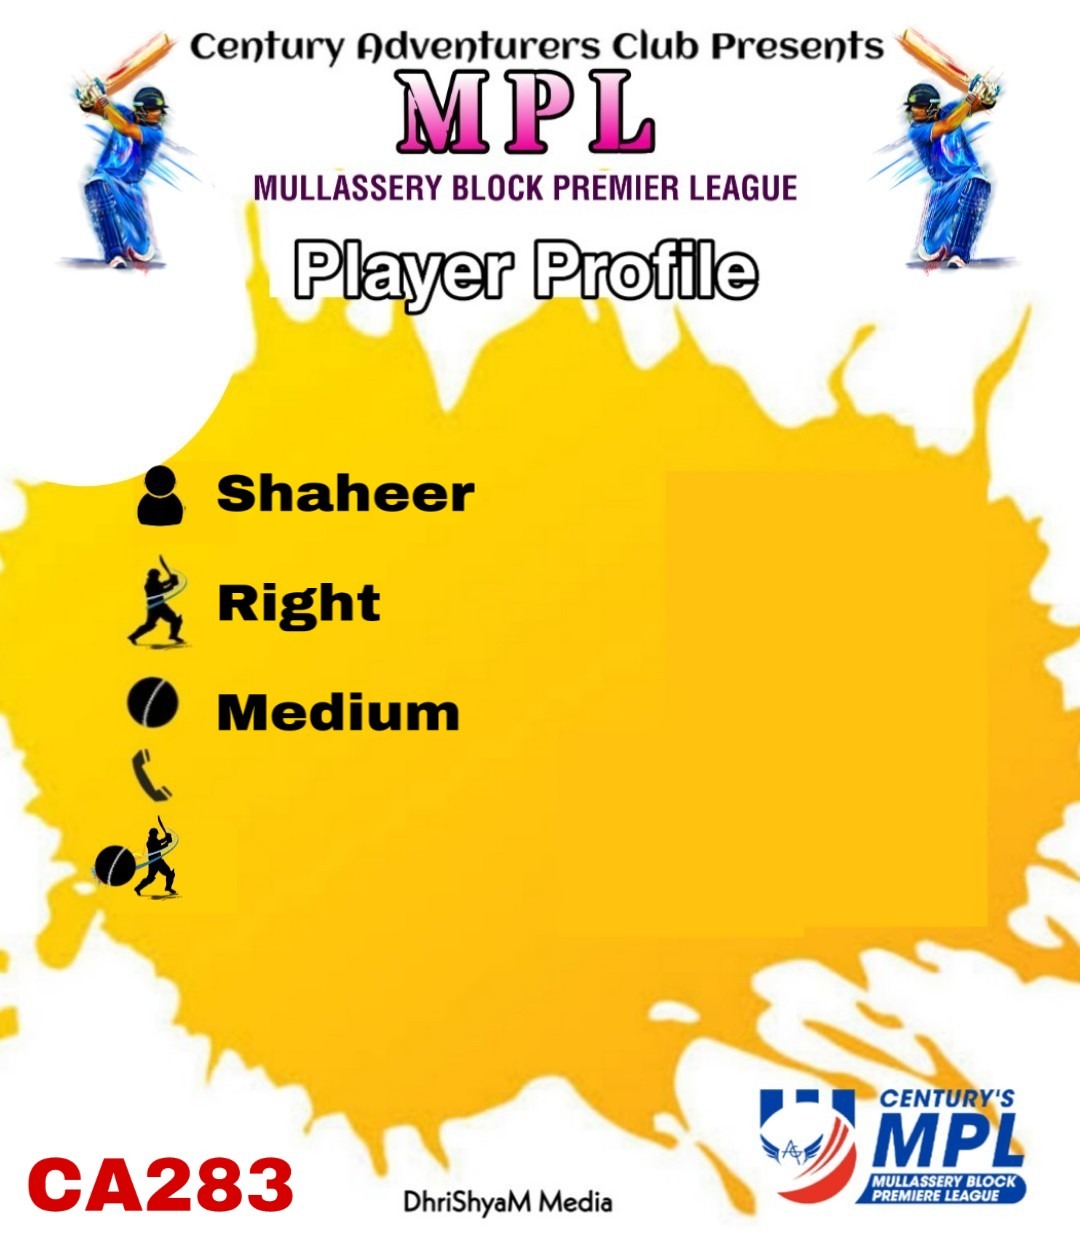 Century Adventurers Club Presents
MPL
MULLASSERY BLOCK PREMIER LEAGUE
Player Profile
Shaheer
Right
Medium
CA283
DhriShyaM Media
CENTURY'S
MPL
MULLASSERY BLOCK
PREMIERE LEAGUE